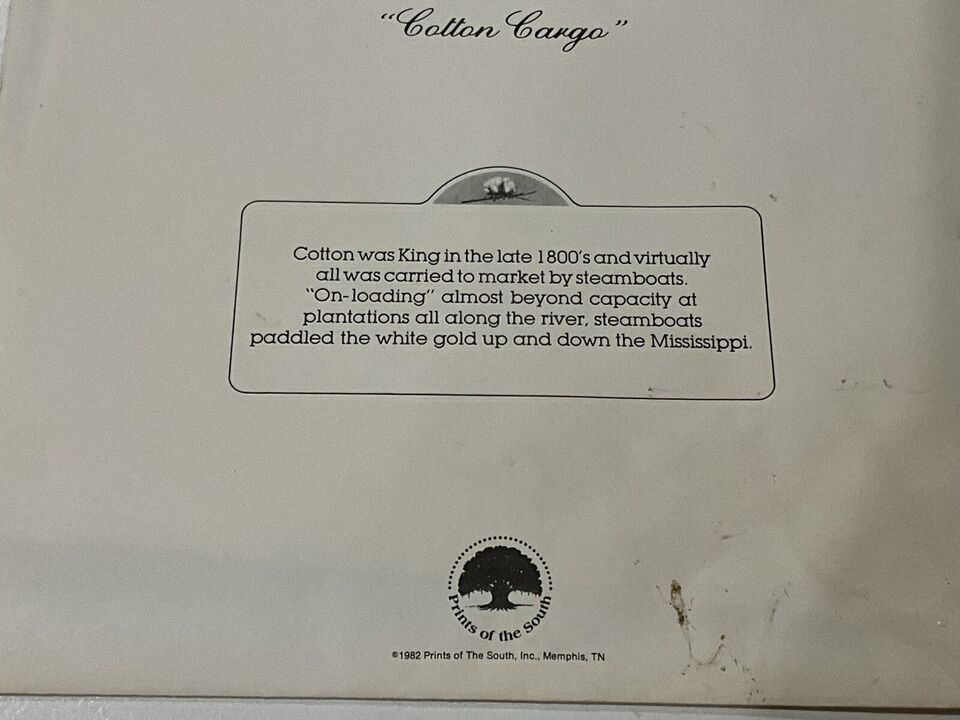 “Cotton Cargo”
Cotton was King in the late 1800's and virtually
all was carried to market by steamboats.
“On-loading” almost beyond capacity at
plantations all along the river, steamboats
paddled the white gold up and down the Mississippi.
Prints of the South
©1982 Prints of The South, Inc., Memphis, TN